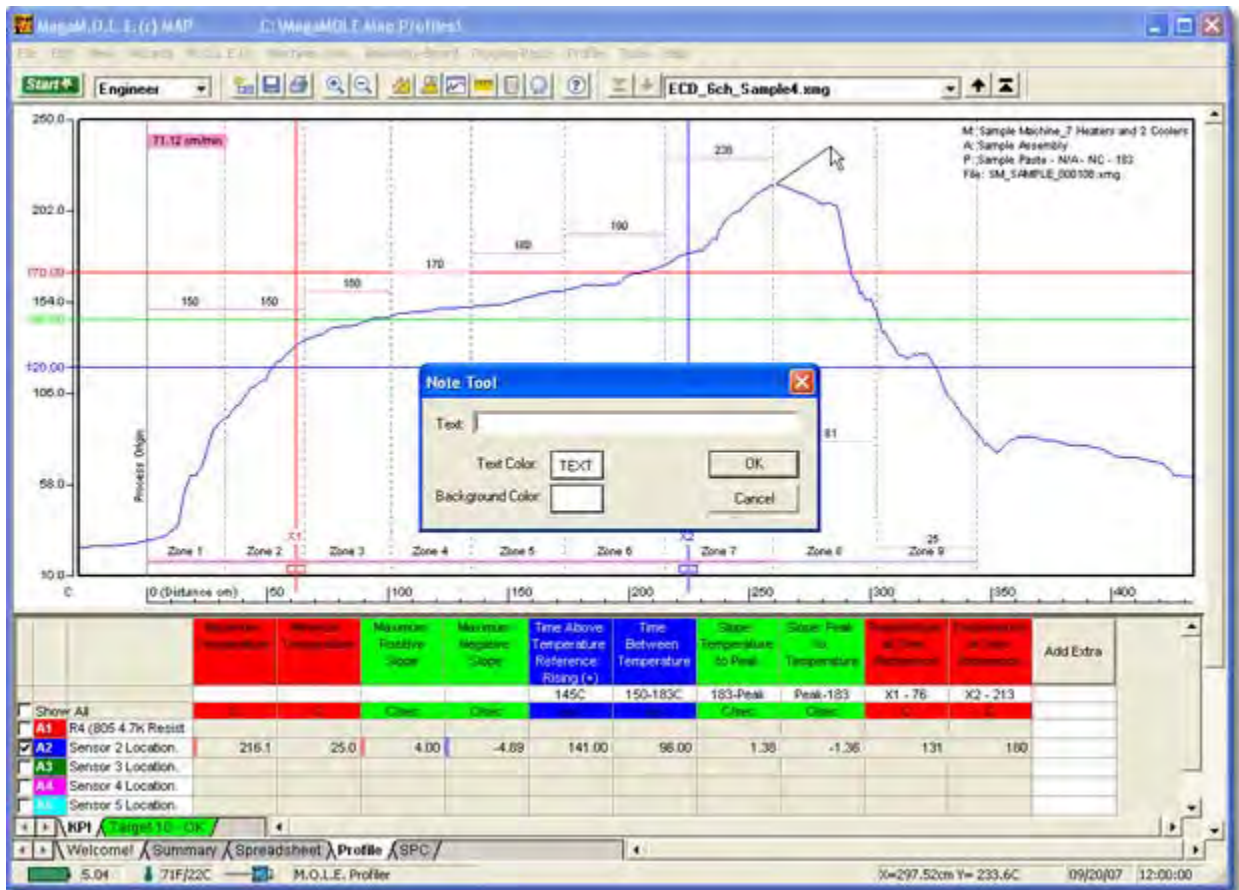 MegaM.O.L.E.(c) MAP C:\MegaMOLE Map Profiles\
Start Engineer ECD_6ch_Sample4.xmg
250.0
71.12 cm/min
M: Sample Machine_7 Heaters and 2 Coolers
A: Sample Assembly
P: Sample Paste - N/A- NC - 183
File: SM_SAMPLE_000108.xmg
238
202.0
190
180
170
170.00
150
150 150
154.0
120.00
106.0
Process Origin
81
58.0
Note Tool
Text:
Text Color: TEXT OK
Background Color: Cancel
X1 X2
25
Zone 1 Zone 2 Zone 3 Zone 4 Zone 5 Zone 6 Zone 7 Zone 8 Zone 9
10.0
C |0 (Distance cm) |50 |100 |150 |200 |250 |300 |350 |400
Maximum Positive Slope
Maximum Negative Slope
Time Above Temperature Reference: Rising (+)
Time Between Temperature
Slope: Temperature to Peak
Slope: Peak to Temperature
Add Extra
145C 150-183C 183-Peak Peak-183 X1 - 76 X2 - 213
Show All
A1 R4 (805 4.7K Resist
A2 Sensor 2 Location. 216.1 25.0 4.00 -4.69 141.00 96.00 1.38 -1.36 131 180
A3 Sensor 3 Location.
A4 Sensor 4 Location.
Sensor 5 Location.
KPI Target 10 - OK
Welcome! Summary Spreadsheet Profile SPC
5.04 71F/22C M.O.L.E. Profiler X=297.52cm Y= 233.6C 09/20/07 12:00:00